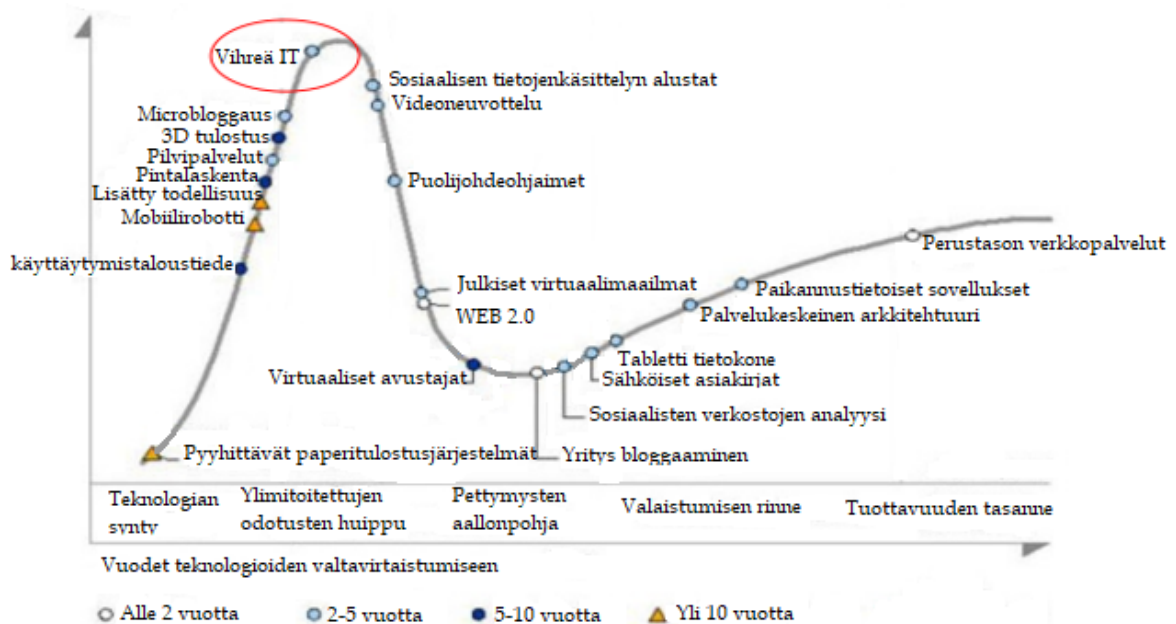 Vihreä IT
Sosiaalisen tietojenkäsittelyn alustat
Videoneuvottelu
Microbloggaus
3D tulostus
Pilvipalvelut
Pintalaskenta
Lisätty todellisuus
Mobiilirobotti
käyttäytymistaloustiede
Puolijohdeohjaimet
Perustason verkkopalvelut
Julkiset virtuaalimaailmat
WEB 2.0
Paikannustietoiset sovellukset
Palvelukeskeinen arkkitehtuuri
Tabletti tietokone
Sähköiset asiakirjat
Virtuaaliset avustajat
Sosiaalisten verkostojen analyysi
Pyyhittävät paperitulostusjärjestelmät
Yritys bloggaaminen
Teknologian
synty
Ylimitoitettujen
odotusten huippu
Pettymysten
aallonpohja
Valaistumisen rinne
Tuottavuuden tasanne
Vuodet teknologioiden valtavirtaistumiseen
Alle 2 vuotta
2-5 vuotta
5-10 vuotta
Yli 10 vuotta